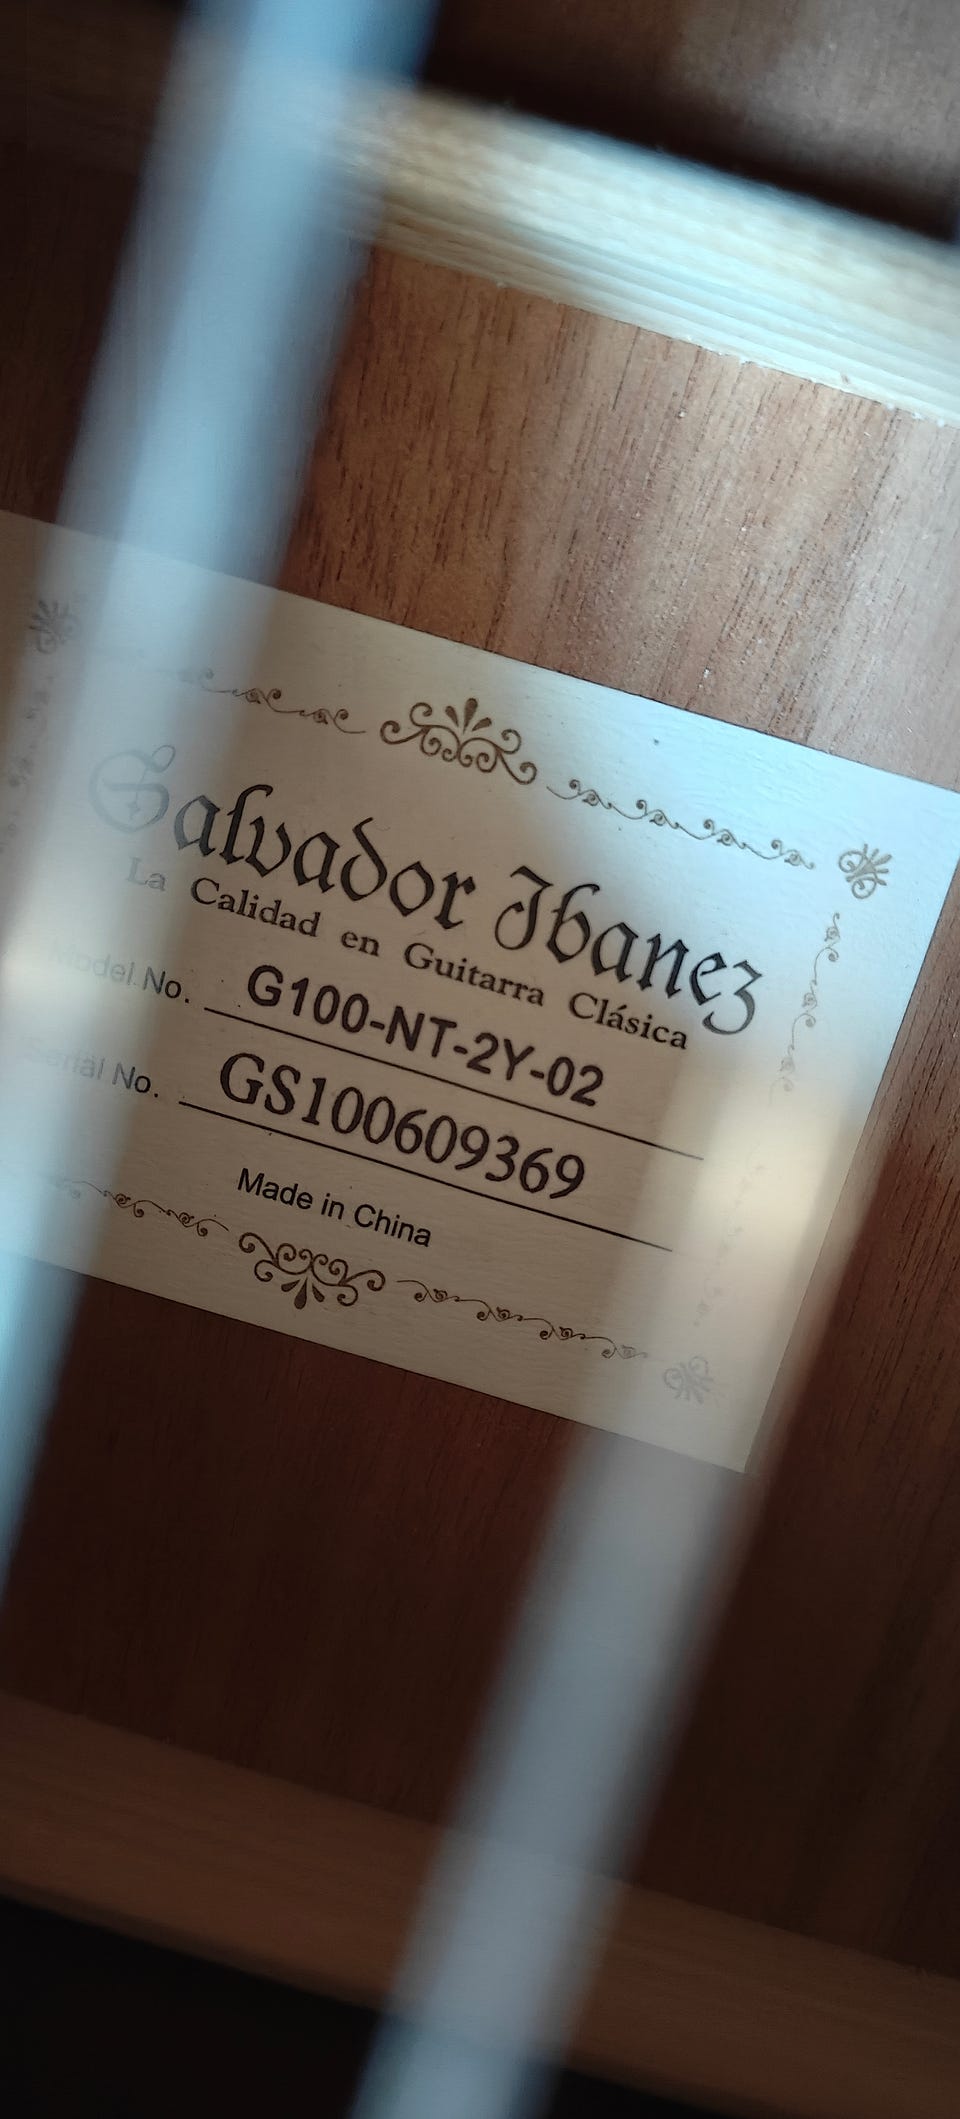 Salvador Ibanez
La Calidad en Guitarra Clásica
Model No. G100-NT-2Y-02
Serial No. GS100609369
Made in China